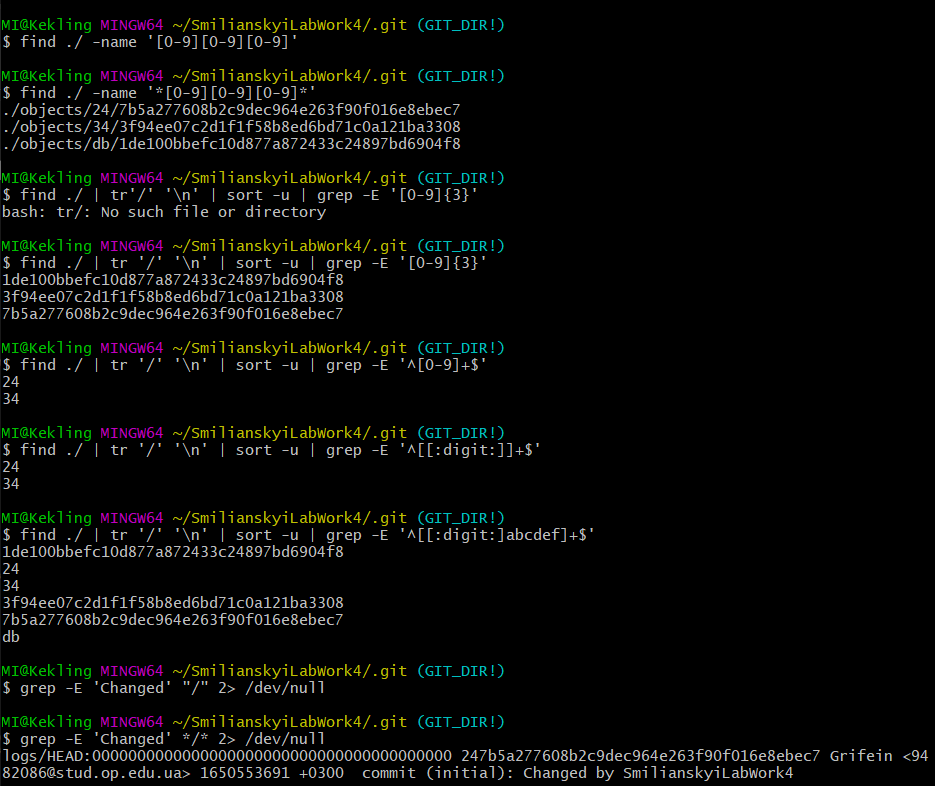 MI@Kekling MINGW64 ~/SmilianskyiLabWork4/.git (GIT_DIR!)
$ find ./ -name '[0-9][0-9][0-9]'
MI@Kekling MINGW64 ~/SmilianskyiLabWork4/.git (GIT_DIR!)
$ find ./ -name '*[0-9][0-9][0-9]*'
./objects/24/7b5a277608b2c9dec964e263f90f016e8ebec7
./objects/34/3f94ee07c2d1f1f58b8ed6bd71c0a121ba3308
./objects/db/1de100bbefc10d877a872433c24897bd6904f8
MI@Kekling MINGW64 ~/SmilianskyiLabWork4/.git (GIT_DIR!)
$ find ./ | tr'/' '\n' | sort -u | grep -E '[0-9]{3}'
bash: tr/: No such file or directory
MI@Kekling MINGW64 ~/SmilianskyiLabWork4/.git (GIT_DIR!)
$ find ./ | tr '/' '\n' | sort -u | grep -E '[0-9]{3}'
1de100bbefc10d877a872433c24897bd6904f8
3f94ee07c2d1f1f58b8ed6bd71c0a121ba3308
7b5a277608b2c9dec964e263f90f016e8ebec7
MI@Kekling MINGW64 ~/SmilianskyiLabWork4/.git (GIT_DIR!)
$ find ./ | tr '/' '\n' | sort -u | grep -E '^[0-9]+$'
24
34
MI@Kekling MINGW64 ~/SmilianskyiLabWork4/.git (GIT_DIR!)
$ find ./ | tr '/' '\n' | sort -u | grep -E '^[[:digit:]]+$'
24
34
MI@Kekling MINGW64 ~/SmilianskyiLabWork4/.git (GIT_DIR!)
$ find ./ | tr '/' '\n' | sort -u | grep -E '^[[:digit:]abcdef]+$'
1de100bbefc10d877a872433c24897bd6904f8
24
34
3f94ee07c2d1f1f58b8ed6bd71c0a121ba3308
7b5a277608b2c9dec964e263f90f016e8ebec7
db
MI@Kekling MINGW64 ~/SmilianskyiLabWork4/.git (GIT_DIR!)
$ grep -E 'Changed' "/" 2> /dev/null
MI@Kekling MINGW64 ~/SmilianskyiLabWork4/.git (GIT_DIR!)
$ grep -E 'Changed' */* 2> /dev/null
logs/HEAD:0000000000000000000000000000000000000000 247b5a277608b2c9dec964e263f90f016e8ebec7 Grifein <94
82086@stud.op.edu.ua> 1650553691 +0300  commit (initial): Changed by SmilianskyiLabWork4